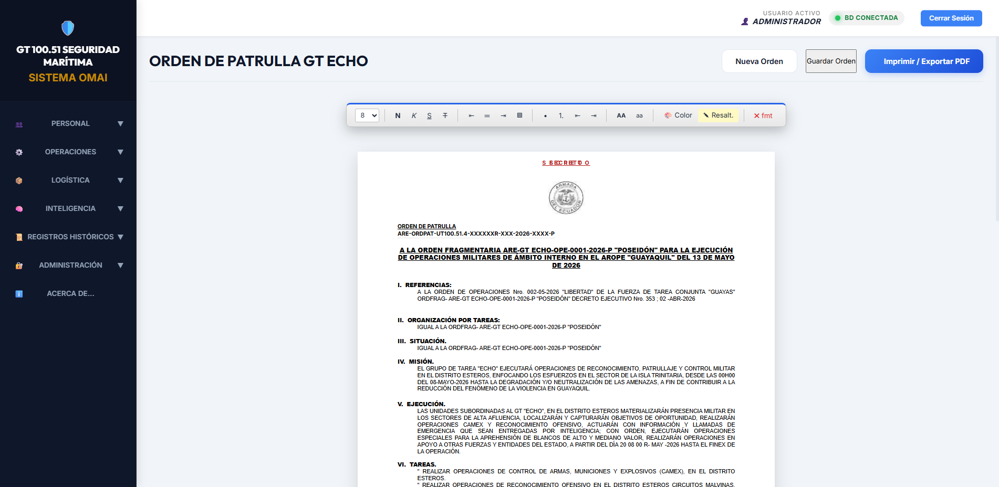 GT 100.51 SEGURIDAD
MARÍTIMA
SISTEMA OMAI
PERSONAL ▼
OPERACIONES ▼
LOGÍSTICA ▼
INTELIGENCIA ▼
REGISTROS HISTÓRICOS ▼
ADMINISTRACIÓN ▼
ACERCA DE...
USUARIO ACTIVO
ADMINISTRADOR
BD CONECTADA
Cerrar Sesión
ORDEN DE PATRULLA GT ECHO
Nueva Orden
Guardar Orden
Imprimir / Exportar PDF
8 N K S T • 1. AA aa Color Resalt. ✕ fmt
ARMADA
DEL ECUADOR
ORDEN DE PATRULLA
ARE-ORDPAT-UT100.51.4-XXXXXXR-XXX-2026-XXXX-P
A LA ORDEN FRAGMENTARIA ARE-GT ECHO-OPE-0001-2026-P "POSEIDÓN" PARA LA EJECUCIÓN
DE OPERACIONES MILITARES DE ÁMBITO INTERNO EN EL AROPE "GUAYAQUIL" DEL 13 DE MAYO
DE 2026
I. REFERENCIAS:
A LA ORDEN DE OPERACIONES Nro. 002-05-2026 "LIBERTAD" DE LA FUERZA DE TAREA CONJUNTA "GUAYAS"
ORDFRAG- ARE-GT ECHO-OPE-0001-2026-P "POSEIDÓN" DECRETO EJECUTIVO Nro. 353 ; 02 -ABR-2026
II. ORGANIZACIÓN POR TAREAS:
IGUAL A LA ORDFRAG- ARE-GT ECHO-OPE-0001-2026-P "POSEIDÓN"
III. SITUACIÓN.
IGUAL A LA ORDFRAG- ARE-GT ECHO-OPE-0001-2026-P "POSEIDÓN"
IV. MISIÓN.
EL GRUPO DE TAREA "ECHO" EJECUTARÁ OPERACIONES DE RECONOCIMIENTO, PATRULLAJE Y CONTROL MILITAR
EN EL DISTRITO ESTEROS, ENFOCANDO LOS ESFUERZOS EN EL SECTOR DE LA ISLA TRINITARIA, DESDE LAS 00H00
DEL 08-MAYO-2026 HASTA LA DEGRADACIÓN Y/O NEUTRALIZACIÓN DE LAS AMENAZAS, A FIN DE CONTRIBUIR A LA
REDUCCIÓN DEL FENÓMENO DE LA VIOLENCIA EN GUAYAQUIL.
V. EJECUCIÓN.
LAS UNIDADES SUBORDINADAS AL GT "ECHO", EN EL DISTRITO ESTEROS MATERIALIZARÁN PRESENCIA MILITAR EN
LOS SECTORES DE ALTA AFLUENCIA, LOCALIZARÁN Y CAPTURARÁN OBJETIVOS DE OPORTUNIDAD, REALIZARÁN
OPERACIONES CAMEX Y RECONOCIMIENTO OFENSIVO, ACTUARÁN CON INFORMACIÓN Y LLAMADAS DE
EMERGENCIA QUE SEAN ENTREGADAS POR INTELIGENCIA; CON ORDEN, EJECUTARÁN OPERACIONES
ESPECIALES PARA LA APREHENSIÓN DE BLANCOS DE ALTO Y MEDIANO VALOR, REALIZARÁN OPERACIONES EN
APOYO A OTRAS FUERZAS Y ENTIDADES DEL ESTADO, A PARTIR DEL DÍA 20 08 00 R- MAY -2026 HASTA EL FINEX DE
LA OPERACIÓN.
VI. TAREAS.
" REALIZAR OPERACIONES DE CONTROL DE ARMAS, MUNICIONES Y EXPLOSIVOS (CAMEX), EN EL DISTRITO
ESTEROS.
" REALIZAR OPERACIONES DE RECONOCIMIENTO OFENSIVO EN EL DISTRITO ESTEROS CIRCUITOS MALVINAS,